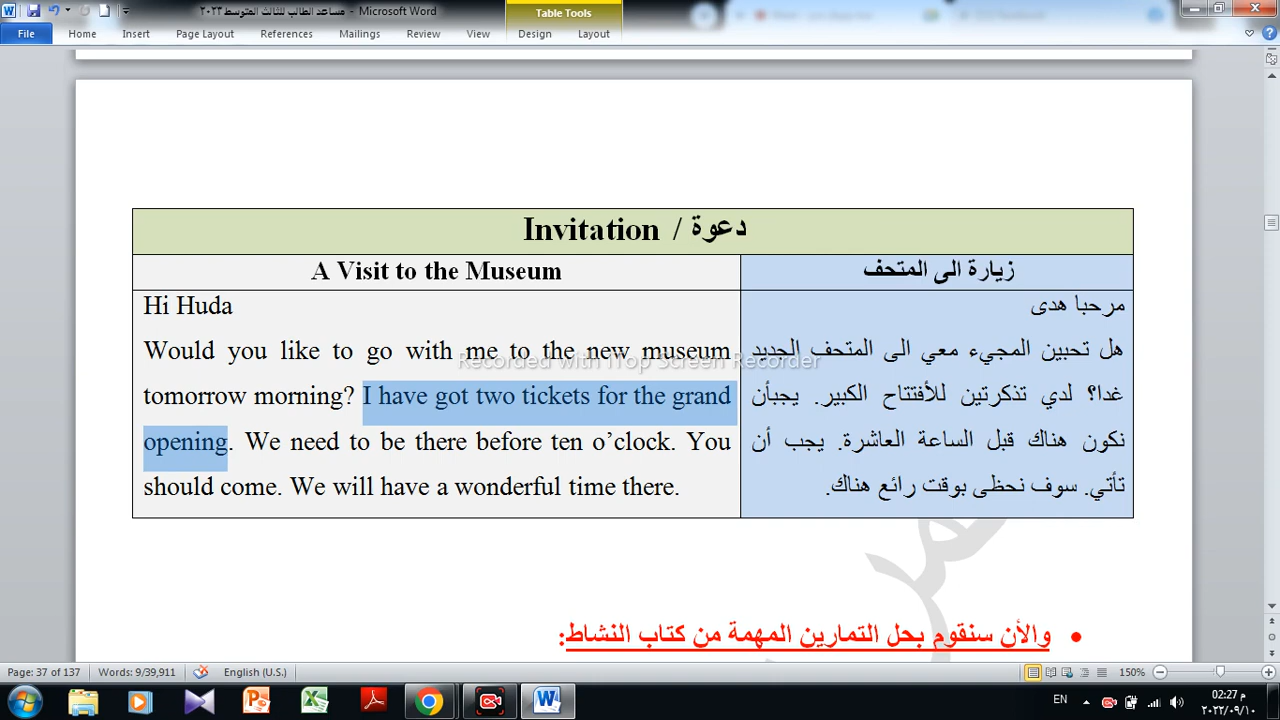 مساعد الطالب للثالث المتوسط ٢٠٢٣ - Microsoft Word
Table Tools
File Home Insert Page Layout References Mailings Review View Design Layout
Invitation / دعوة
A Visit to the Museum
زيارة الى المتحف
Hi Huda
Would you like to go with me to the new museum
tomorrow morning? I have got two tickets for the grand
opening. We need to be there before ten o’clock. You
should come. We will have a wonderful time there.
مرحبا هدى
هل تحبين المجيء معي الى المتحف الجديد
غدا؟ لدي تذكرتين للأفتتاح الكبير. يجبأن
نكون هناك قبل الساعة العاشرة. يجب أن
تأتي. سوف نحظى بوقت رائع هناك.
Recorded with iTop Screen Recorder
• والأن سنقوم بحل التمارين المهمة من كتاب النشاط:
Page: 37 of 137 Words: 9/39,911 English (U.S.) 150%
EN
02:27 م
٢٠٢٢/٠٩/١٠